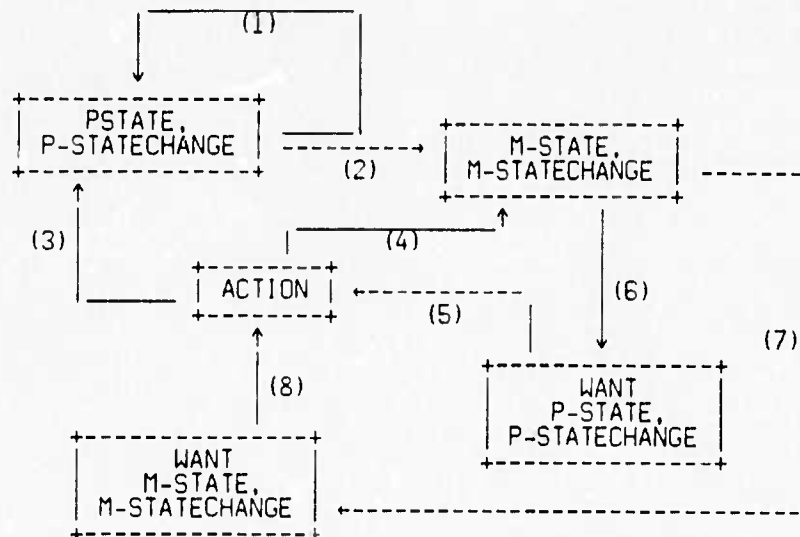 (1)
PSTATE,
P-STATECHANGE
(2)
M-STATE,
M-STATECHANGE
(3)
(4)
ACTION
(5)
(6)
(7)
(8)
WANT
P-STATE,
P-STATECHANGE
WANT
M-STATE,
M-STATECHANGE